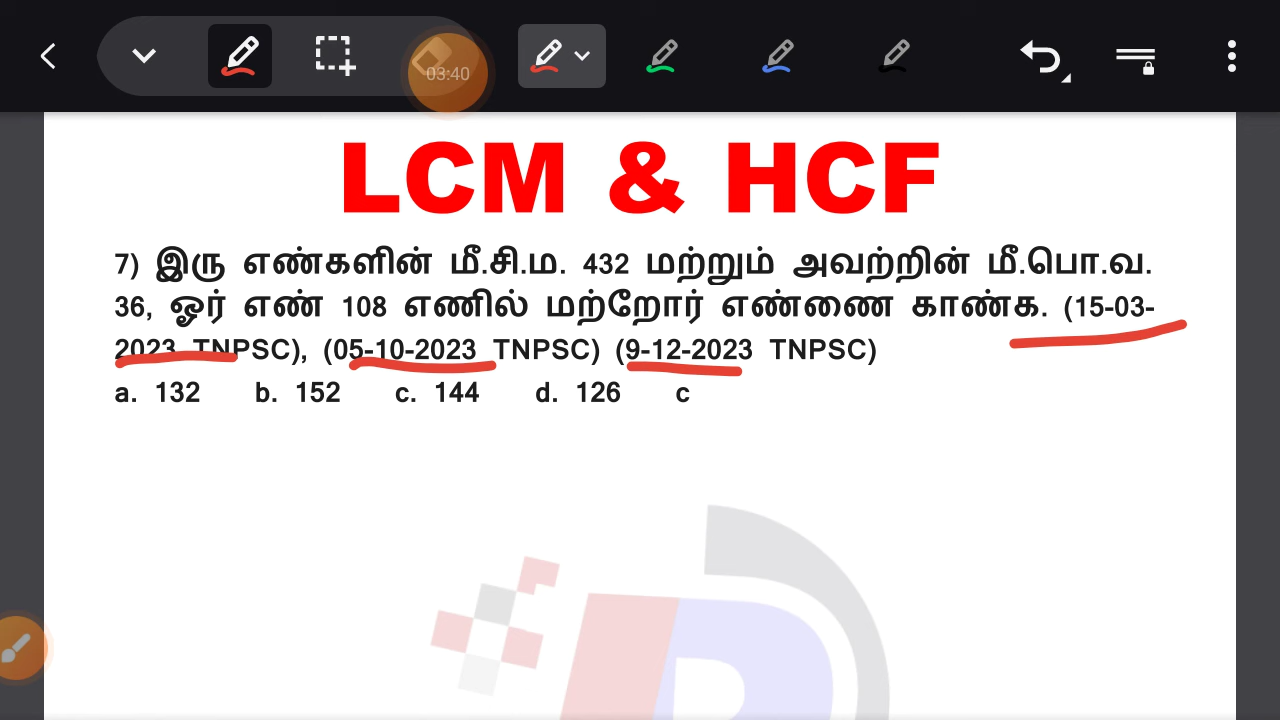 03:40
LCM & HCF
7) இரு எண்களின் மீ.சி.ம. 432 மற்றும் அவற்றின் மீ.பொ.வ.
36, ஓர் எண் 108 எணில் மற்றோர் எண்ணை காண்க. (15-03-
2023 TNPSC), (05-10-2023 TNPSC) (9-12-2023 TNPSC)
a. 132 b. 152 c. 144 d. 126 c